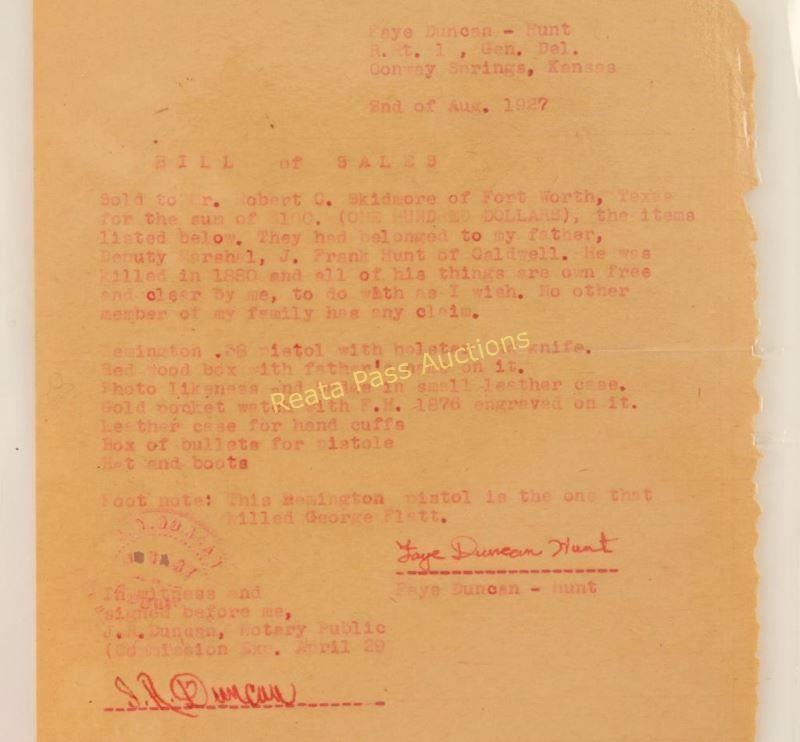 Faye Duncan - Hunt
R.Rt. 1 , Gen. Del.
Conway Springs, Kansas
End of Aug. 1927
BILL of SALES
Sold to Mr. Robert C. Skidmore of Fort Worth, Texas
for the sum of $100. (ONE HUNDRED DOLLARS), the items
listed below. They had belonged to my father,
Deputy Marshal, J. Frank Hunt of Caldwell. He was
killed in 1880 and all of his things are own free
and clear by me, to do with as I wish. No other
member of my family has any claim.
Remington .38 pistol with holster knife.
Red wood box with father's on it.
Photo likeness and in small leather case.
Gold pocket watch with F.H. 1876 engraved on it.
Leather case for hand cuffs
Box of bullets for pistols
Hat and boots
Foot note: This Remington pistol is the one that
killed George Flatt.
Faye Duncan Hunt
Faye Duncan - Hunt
In witness and
signed before me,
J.R. Duncan, Notary Public
(Commission Exp. April 29
J.R. Duncan
Reata Pass Auctions